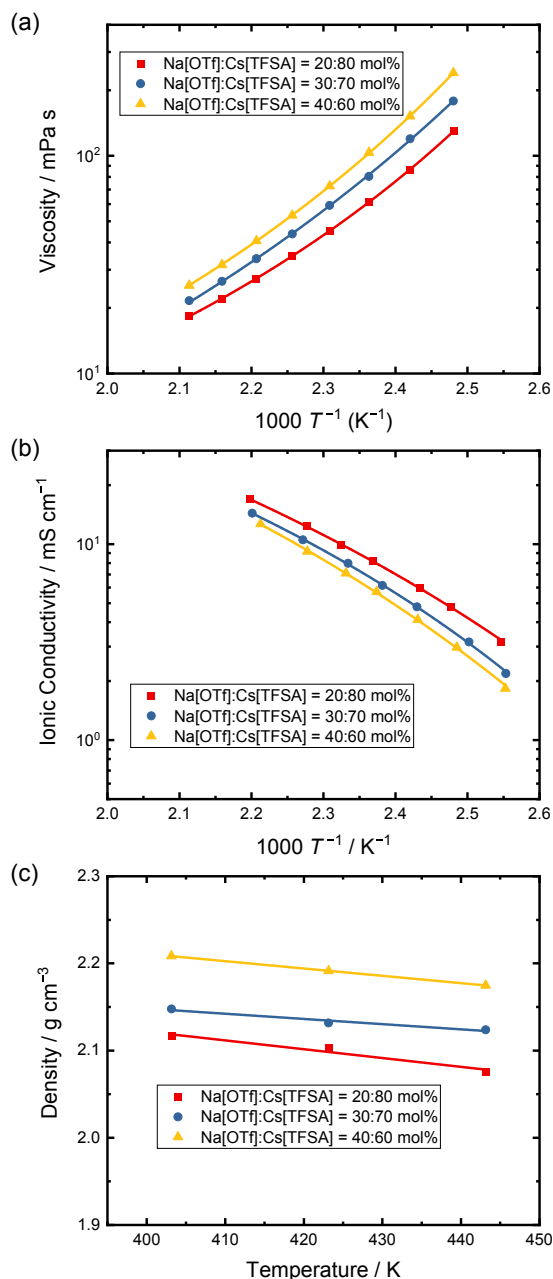 (a)
Na[OTf]:Cs[TFSA] = 20:80 mol%
Na[OTf]:Cs[TFSA] = 30:70 mol%
Na[OTf]:Cs[TFSA] = 40:60 mol%
10²
10¹
Viscosity / mPa s
2.0 2.1 2.2 2.3 2.4 2.5 2.6
1000 T⁻¹ (K⁻¹)
(b)
10¹
10⁰
Ionic Conductivity / mS cm⁻¹
Na[OTf]:Cs[TFSA] = 20:80 mol%
Na[OTf]:Cs[TFSA] = 30:70 mol%
Na[OTf]:Cs[TFSA] = 40:60 mol%
2.0 2.1 2.2 2.3 2.4 2.5 2.6
1000 T⁻¹ / K⁻¹
(c)
2.3
2.2
2.1
2.0
1.9
Density / g cm⁻³
Na[OTf]:Cs[TFSA] = 20:80 mol%
Na[OTf]:Cs[TFSA] = 30:70 mol%
Na[OTf]:Cs[TFSA] = 40:60 mol%
400 410 420 430 440 450
Temperature / K